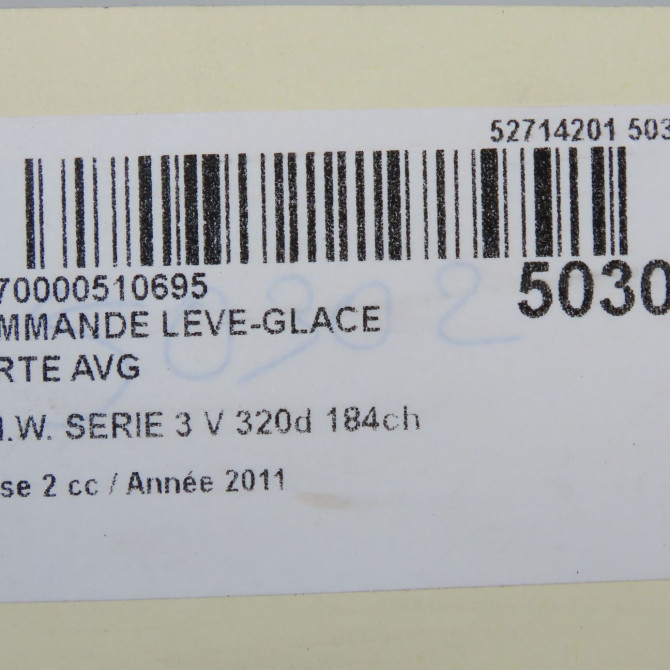 52714201 503
70000510695
5030
MMANDE LEVE-GLACE
RTE AVG
I.W. SERIE 3 V 320d 184ch
se 2 cc / Année 2011